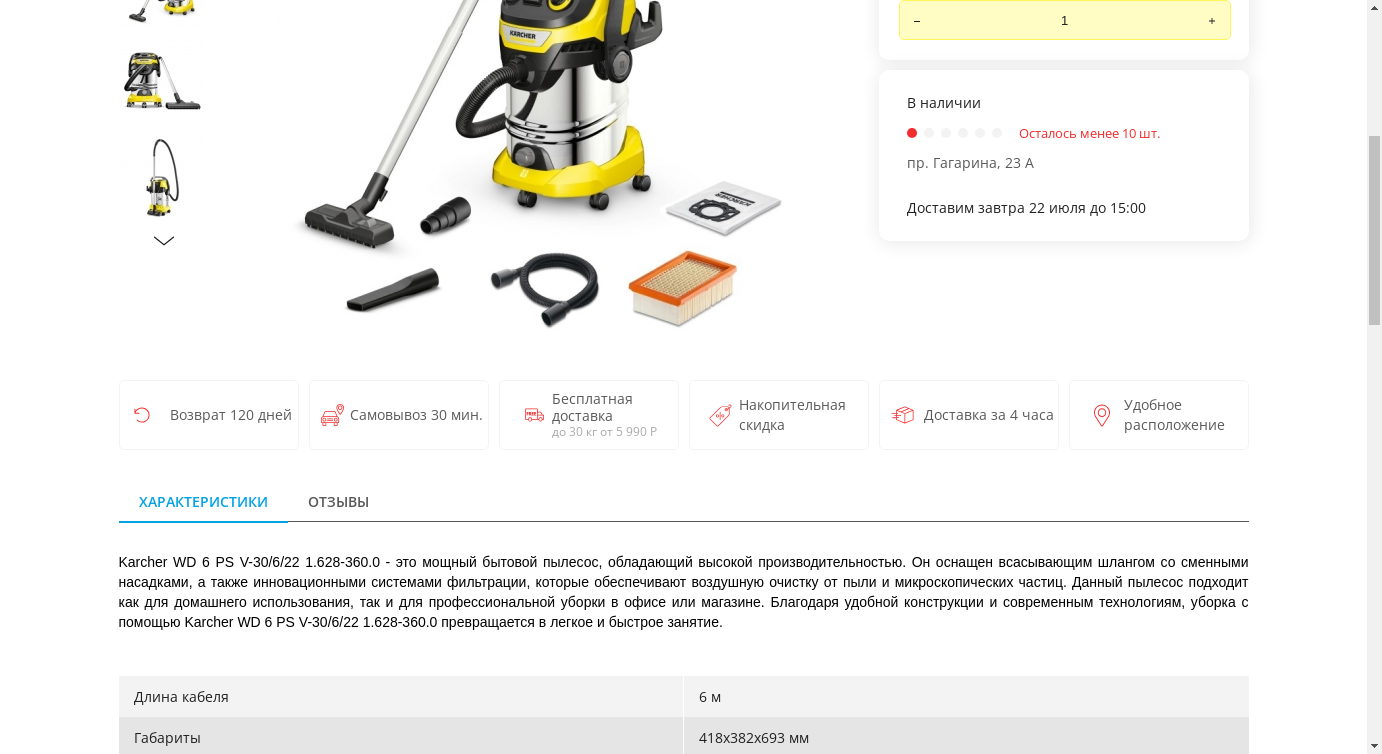 KARCHER
KARCHER
− 1 +
В наличии
Осталось менее 10 шт.
пр. Гагарина, 23 А
Доставим завтра 22 июля до 15:00
Возврат 120 дней
Самовывоз 30 мин.
Бесплатная
доставка
до 30 кг от 5 990 Р
Накопительная
скидка
Доставка за 4 часа
Удобное
расположение
ХАРАКТЕРИСТИКИ
ОТЗЫВЫ
Karcher WD 6 PS V-30/6/22 1.628-360.0 - это мощный бытовой пылесос, обладающий высокой производительностью. Он оснащен всасывающим шлангом со сменными
насадками, а также инновационными системами фильтрации, которые обеспечивают воздушную очистку от пыли и микроскопических частиц. Данный пылесос подходит
как для домашнего использования, так и для профессиональной уборки в офисе или магазине. Благодаря удобной конструкции и современным технологиям, уборка с
помощью Karcher WD 6 PS V-30/6/22 1.628-360.0 превращается в легкое и быстрое занятие.
Длина кабеля 6 м
Габариты 418x382x693 мм